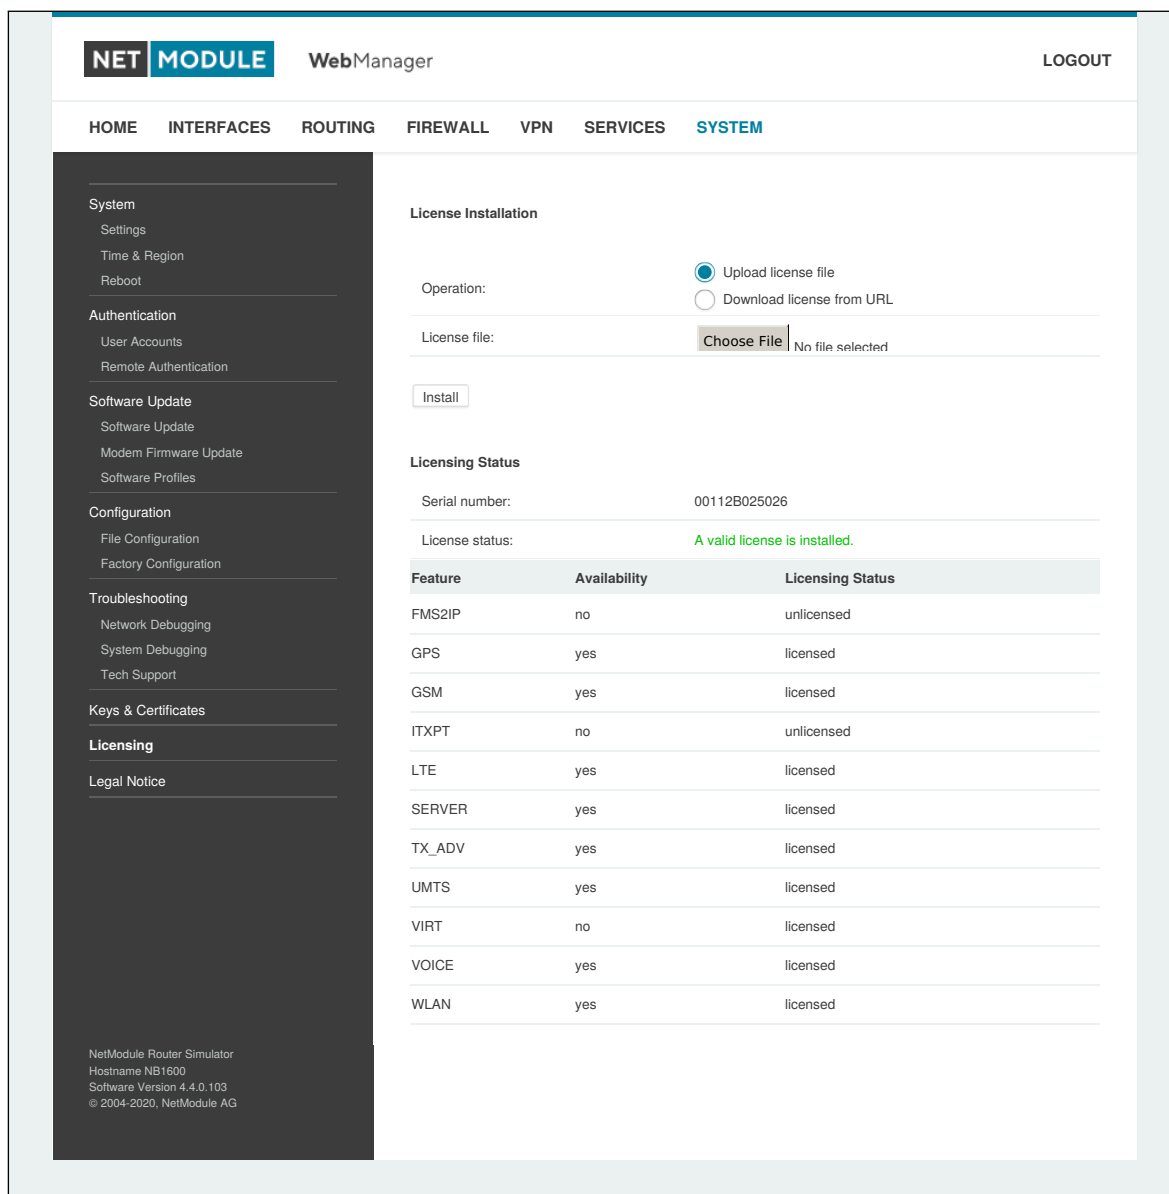 NET MODULE WebManager LOGOUT
HOME INTERFACES ROUTING FIREWALL VPN SERVICES SYSTEM
System
Settings
Time & Region
Reboot
Authentication
User Accounts
Remote Authentication
Software Update
Software Update
Modem Firmware Update
Software Profiles
Configuration
File Configuration
Factory Configuration
Troubleshooting
Network Debugging
System Debugging
Tech Support
Keys & Certificates
Licensing
Legal Notice
NetModule Router Simulator
Hostname NB1600
Software Version 4.4.0.103
© 2004-2020, NetModule AG
License Installation
Operation:
Upload license file
Download license from URL
License file: Choose File No file selected
Install
Licensing Status
Serial number: 00112B025026
License status: A valid license is installed.
Feature Availability Licensing Status
FMS2IP no unlicensed
GPS yes licensed
GSM yes licensed
ITXPT no unlicensed
LTE yes licensed
SERVER yes licensed
TX_ADV yes licensed
UMTS yes licensed
VIRT no licensed
VOICE yes licensed
WLAN yes licensed